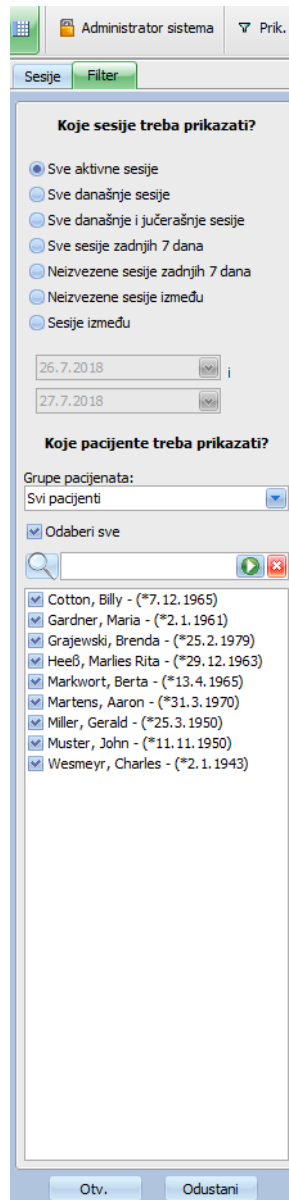 Administrator sistema Prik.
Sesije Filter
Koje sesije treba prikazati?
Sve aktivne sesije
Sve današnje sesije
Sve današnje i jučerašnje sesije
Sve sesije zadnjih 7 dana
Neizvezene sesije zadnjih 7 dana
Neizvezene sesije između
Sesije između
26.7.2018 i
27.7.2018
Koje pacijente treba prikazati?
Grupe pacijenata:
Svi pacijenti
Odaberi sve
Cotton, Billy - (*7.12.1965)
Gardner, Maria - (*2.1.1961)
Grajewski, Brenda - (*25.2.1979)
Heeß, Marlies Rita - (*29.12.1963)
Markwort, Berta - (*13.4.1965)
Martens, Aaron - (*31.3.1970)
Miller, Gerald - (*25.3.1950)
Muster, John - (*11.11.1950)
Wesmeyr, Charles - (*2.1.1943)
Otv. Odustani